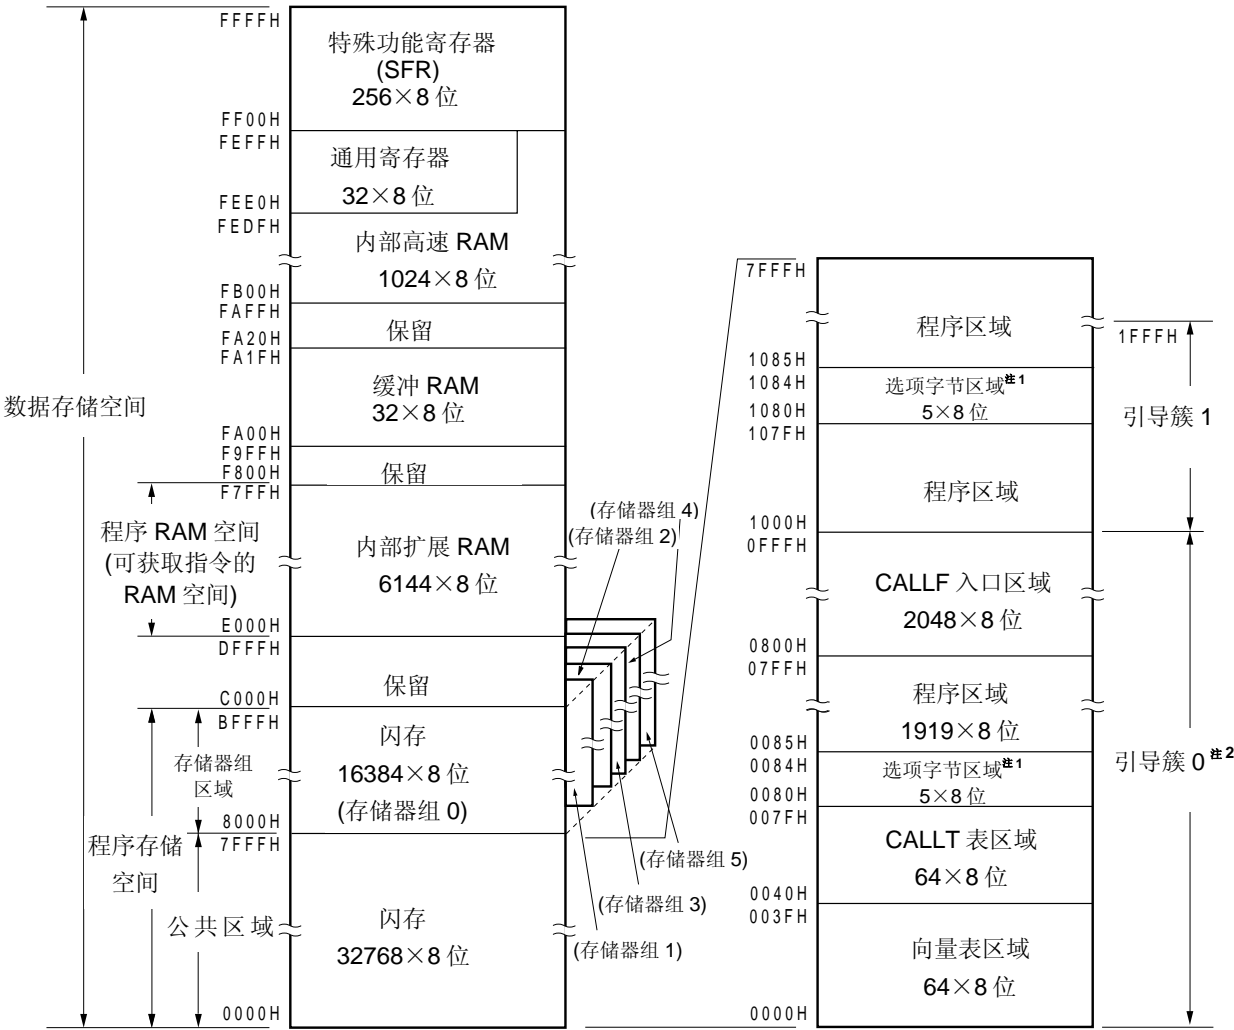 FFFFH
特殊功能寄存器
(SFR)
256×8 位
FF00H
FEFFH
通用寄存器
32×8 位
FEE0H
FEDFH
内部高速 RAM
1024×8 位
FB00H
FAFFH
保留
FA20H
FA1FH
缓冲 RAM
32×8 位
数据存储空间
FA00H
F9FFH
保留
F800H
F7FFH
程序 RAM 空间
(可获取指令的
RAM 空间)
内部扩展 RAM
6144×8 位
E000H
DFFFH
保留
C000H
BFFFH
存储器组
区域
闪存
16384×8 位
(存储器组 0)
8000H
7FFFH
程序存储
空间
公共区域
闪存
32768×8 位
0000H
(存储器组 4)
(存储器组 2)
(存储器组 5)
(存储器组 3)
(存储器组 1)
7FFFH
程序区域
1FFFH
1085H
1084H
选项字节区域注 1
5×8 位
1080H
107FH
引导簇 1
程序区域
1000H
0FFFH
CALLF 入口区域
2048×8 位
0800H
07FFH
程序区域
1919×8 位
0085H
0084H
选项字节区域注 1
5×8 位
引导簇 0 注 2
0080H
007FH
CALLT 表区域
64×8 位
0040H
003FH
向量表区域
64×8 位
0000H